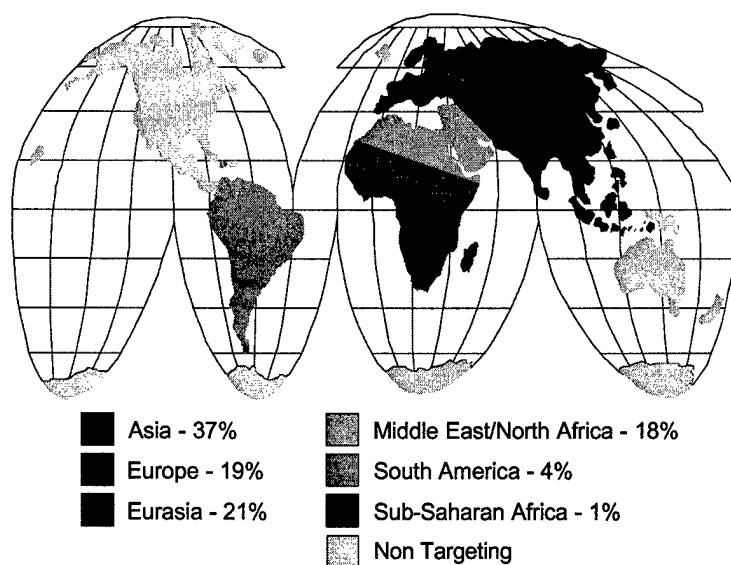 Asia - 37%
Europe - 19%
Eurasia - 21%
Middle East/North Africa - 18%
South America - 4%
Sub-Saharan Africa - 1%
Non Targeting